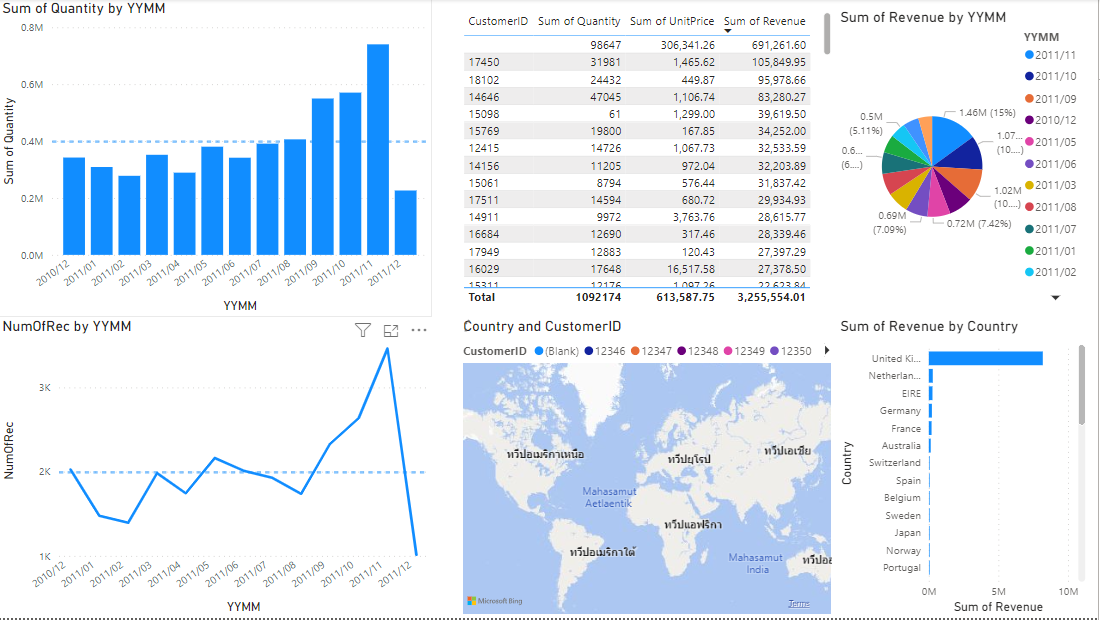 Sum of Quantity by YYMM
0.8M
0.6M
0.4M
0.2M
0.0M
Sum of Quantity
2010/12
2011/01
2011/02
2011/03
2011/04
2011/05
2011/06
2011/07
2011/08
2011/09
2011/10
2011/11
2011/12
YYMM
CustomerID Sum of Quantity Sum of UnitPrice Sum of Revenue
98647 306,341.26 691,261.60
17450 31981 1,465.62 105,849.95
18102 24432 449.87 95,978.66
14646 47045 1,106.74 83,280.27
15098 61 1,299.00 39,619.50
15769 19800 167.85 34,252.00
12415 14726 1,067.73 32,533.59
14156 11205 972.04 32,203.89
15061 8794 576.44 31,837.42
17511 14594 680.72 29,934.93
14911 9972 3,763.76 28,615.77
16684 12690 317.46 28,339.46
17949 12883 120.43 27,397.29
16029 17648 16,517.58 27,378.50
15311 12176 1,097.26 22,623.84
Total 1092174 613,587.75 3,255,554.01
Sum of Revenue by YYMM
YYMM
2011/11
2011/10
2011/09
2010/12
2011/05
2011/06
2011/03
2011/08
2011/07
2011/01
2011/02
1.46M (15%)
1.07...
(10....)
1.02M
(10....)
0.72M (7.42%)
0.69M
(7.09%)
0.6...
(6....)
0.5M
(5.11%)
NumOfRec by YYMM
3K
2K
1K
NumOfRec
2010/12
2011/01
2011/02
2011/03
2011/04
2011/05
2011/06
2011/07
2011/08
2011/09
2011/10
2011/11
2011/12
YYMM
Country and CustomerID
CustomerID (Blank) 12346 12347 12348 12349 12350
ทวีปอเมริกาเหนือ
ทวีปยุโรป
ทวีปเอเชีย
Mahasamut
Aetlaentik
ทวีปแอฟริกา
ทวีปอเมริกาใต้
Mahasamut
India
ทวีปออ
Microsoft Bing
Terms
Sum of Revenue by Country
Country
United Ki...
Netherlan...
EIRE
Germany
France
Australia
Switzerland
Spain
Belgium
Sweden
Japan
Norway
Portugal
0M 5M 10M
Sum of Revenue